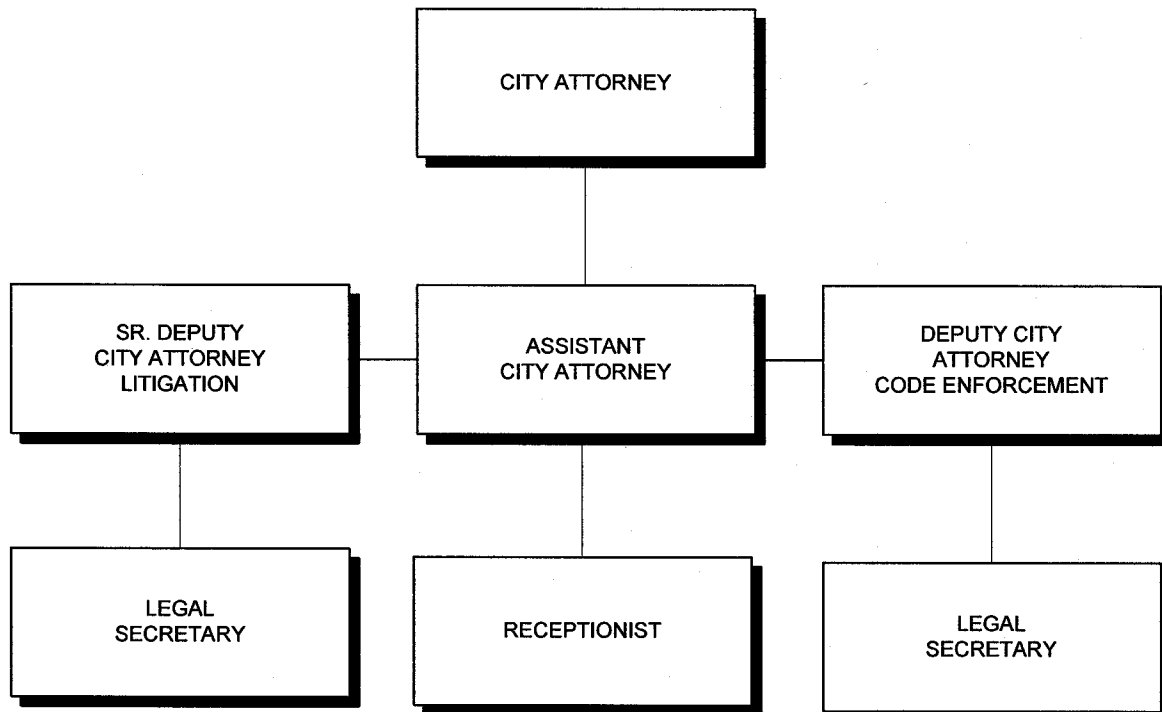 CITY ATTORNEY
SR. DEPUTY
CITY ATTORNEY
LITIGATION
ASSISTANT
CITY ATTORNEY
DEPUTY CITY
ATTORNEY
CODE ENFORCEMENT
LEGAL
SECRETARY
RECEPTIONIST
LEGAL
SECRETARY